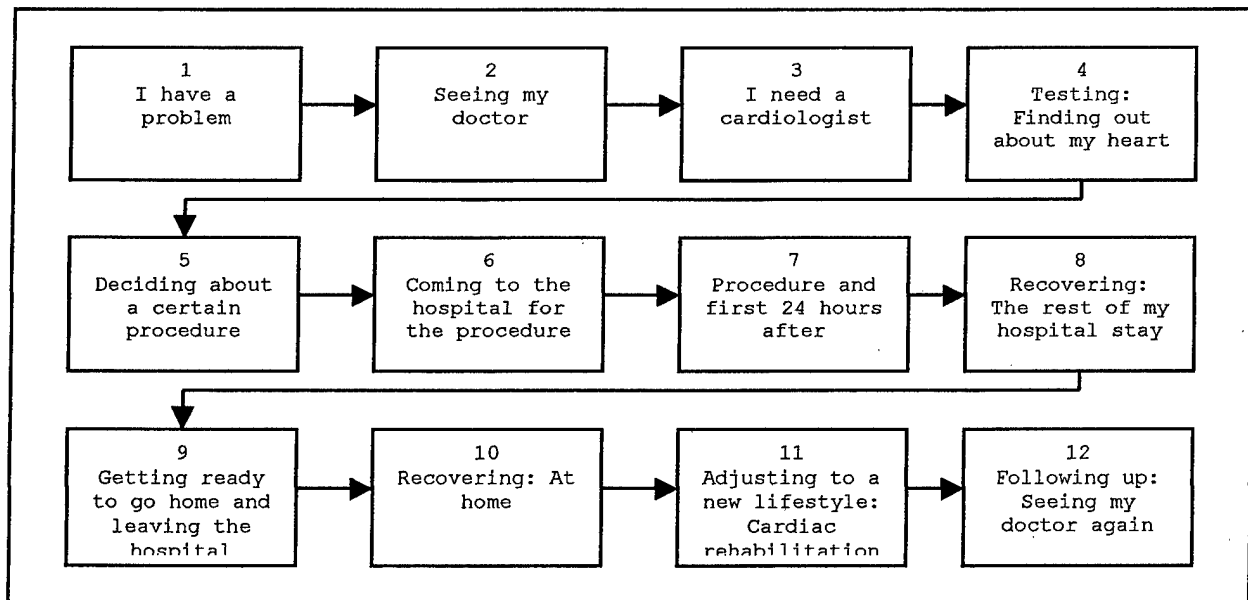 1
I have a
problem
2
Seeing my
doctor
3
I need a
cardiologist
4
Testing:
Finding out
about my heart
5
Deciding about
a certain
procedure
6
Coming to the
hospital for
the procedure
7
Procedure and
first 24 hours
after
8
Recovering:
The rest of my
hospital stay
9
Getting ready
to go home and
leaving the
hospital
10
Recovering: At
home
11
Adjusting to a
new lifestyle:
Cardiac
rehabilitation
12
Following up:
Seeing my
doctor again